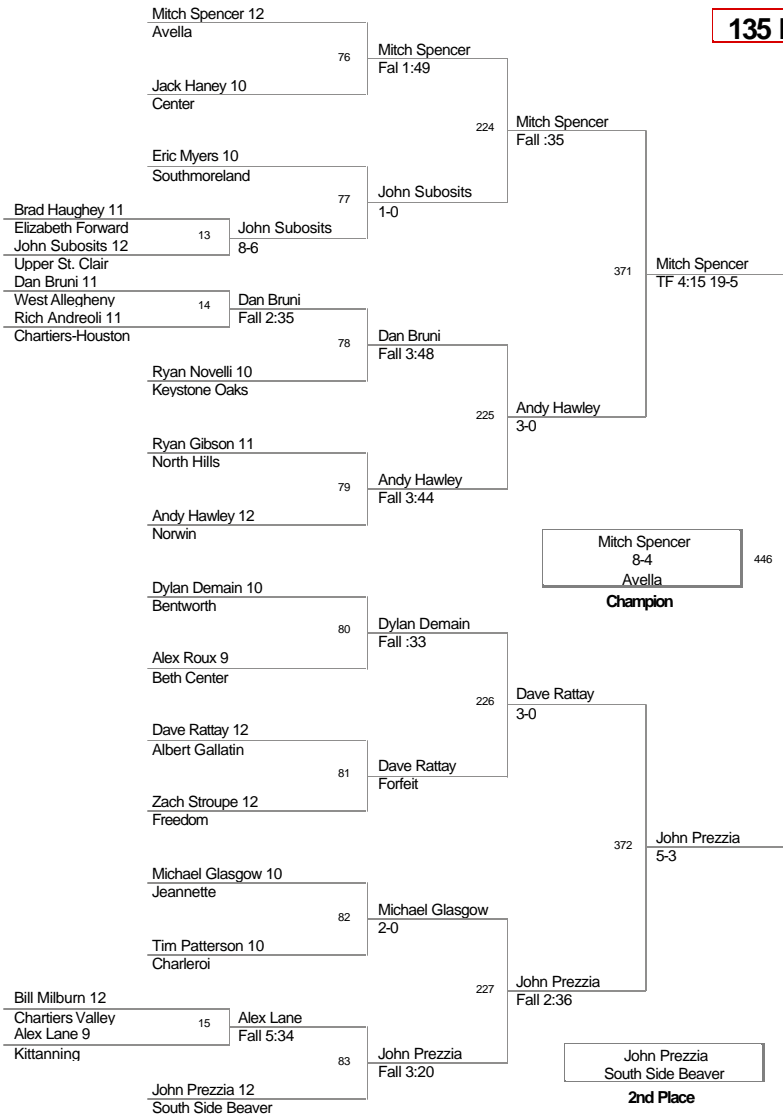 135 
Mitch Spencer 12
Avella
76
Mitch Spencer
Fal 1:49
Jack Haney 10
Center
224
Mitch Spencer
Fall :35
Eric Myers 10
Southmoreland
77
John Subosits
1-0
Brad Haughey 11
Elizabeth Forward
13
John Subosits
8-6
John Subosits 12
Upper St. Clair
371
Mitch Spencer
TF 4:15 19-5
Dan Bruni 11
West Allegheny
14
Dan Bruni
Fall 2:35
Rich Andreoli 11
Chartiers-Houston
78
Dan Bruni
Fall 3:48
Ryan Novelli 10
Keystone Oaks
225
Andy Hawley
3-0
Ryan Gibson 11
North Hills
79
Andy Hawley
Fall 3:44
Andy Hawley 12
Norwin
Mitch Spencer
8-4
446
Avella
Champion
Dylan Demain 10
Bentworth
80
Dylan Demain
Fall :33
Alex Roux 9
Beth Center
226
Dave Rattay
3-0
Dave Rattay 12
Albert Gallatin
81
Dave Rattay
Forfeit
Zach Stroupe 12
Freedom
372
John Prezzia
5-3
Michael Glasgow 10
Jeannette
82
Michael Glasgow
2-0
Tim Patterson 10
Charleroi
227
John Prezzia
Fall 2:36
Bill Milburn 12
Chartiers Valley
15
Alex Lane
Fall 5:34
Alex Lane 9
Kittanning
83
John Prezzia
Fall 3:20
John Prezzia 12
South Side Beaver
John Prezzia
South Side Beaver
2nd Place